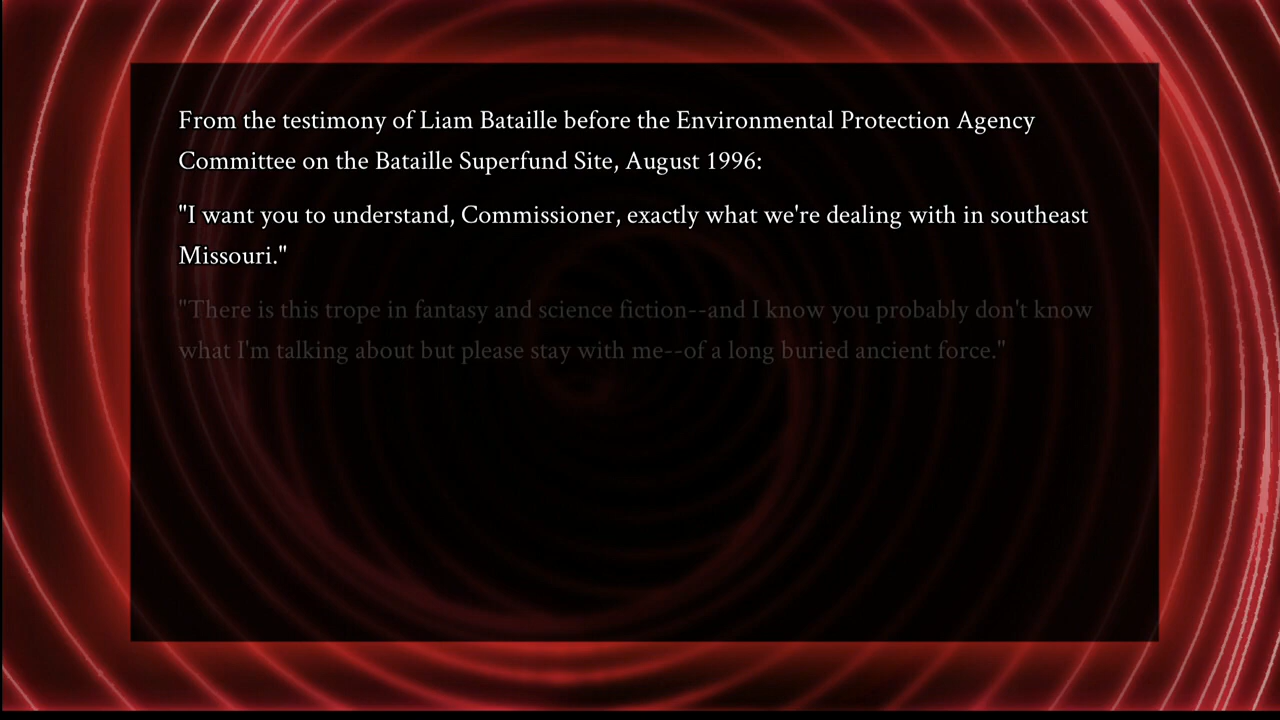 From the testimony of Liam Bataille before the Environmental Protection Agency
Committee on the Bataille Superfund Site, August 1996:
"I want you to understand, Commissioner, exactly what we're dealing with in southeast
Missouri."
"There is this trope in fantasy and science fiction--and I know you probably don't know
what I'm talking about but please stay with me--of a long buried ancient force."